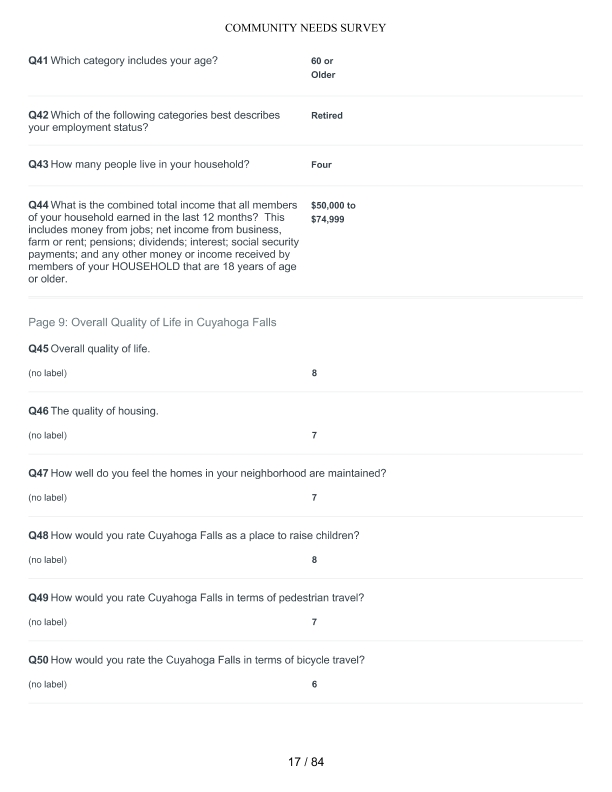 COMMUNITY NEEDS SURVEY
Q41 Which category includes your age?
60 or
Older
Q42 Which of the following categories best describes
your employment status?
Retired
Q43 How many people live in your household?
Four
Q44 What is the combined total income that all members
of your household earned in the last 12 months?  This
includes money from jobs; net income from business,
farm or rent; pensions; dividends; interest; social security
payments; and any other money or income received by
members of your HOUSEHOLD that are 18 years of age
or older.
$50,000 to
$74,999
Page 9: Overall Quality of Life in Cuyahoga Falls
Q45 Overall quality of life.
(no label) 8
Q46 The quality of housing.
(no label) 7
Q47 How well do you feel the homes in your neighborhood are maintained?
(no label) 7
Q48 How would you rate Cuyahoga Falls as a place to raise children?
(no label) 8
Q49 How would you rate Cuyahoga Falls in terms of pedestrian travel?
(no label) 7
Q50 How would you rate the Cuyahoga Falls in terms of bicycle travel?
(no label) 6
17 / 84